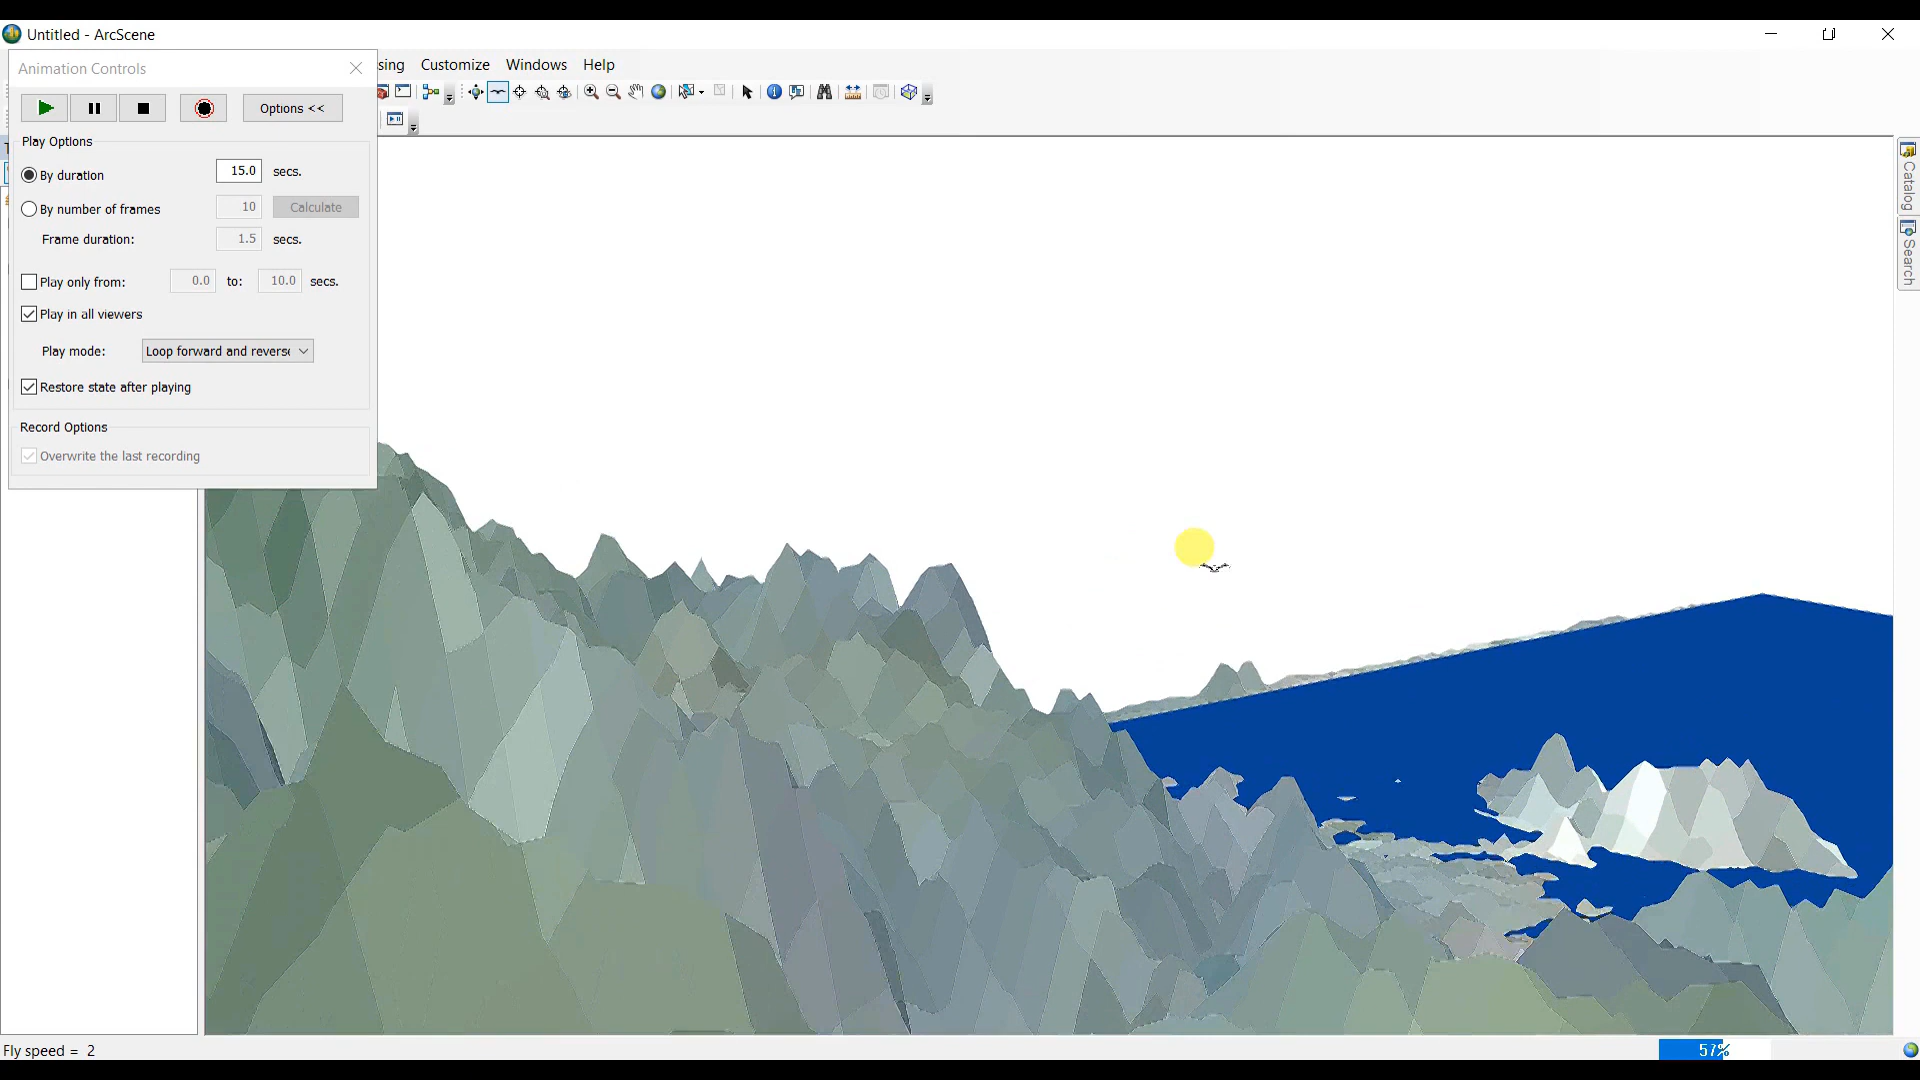 Untitled - ArcScene
Animation Controls
sing Customize Windows Help
Options <<
Play Options
By duration 15.0 secs.
By number of frames 10 Calculate
Frame duration: 1.5 secs.
Play only from: 0.0 to: 10.0 secs.
Play in all viewers
Play mode: Loop forward and reverse
Restore state after playing
Record Options
Overwrite the last recording
Catalog
Search
Fly speed = 2
57%